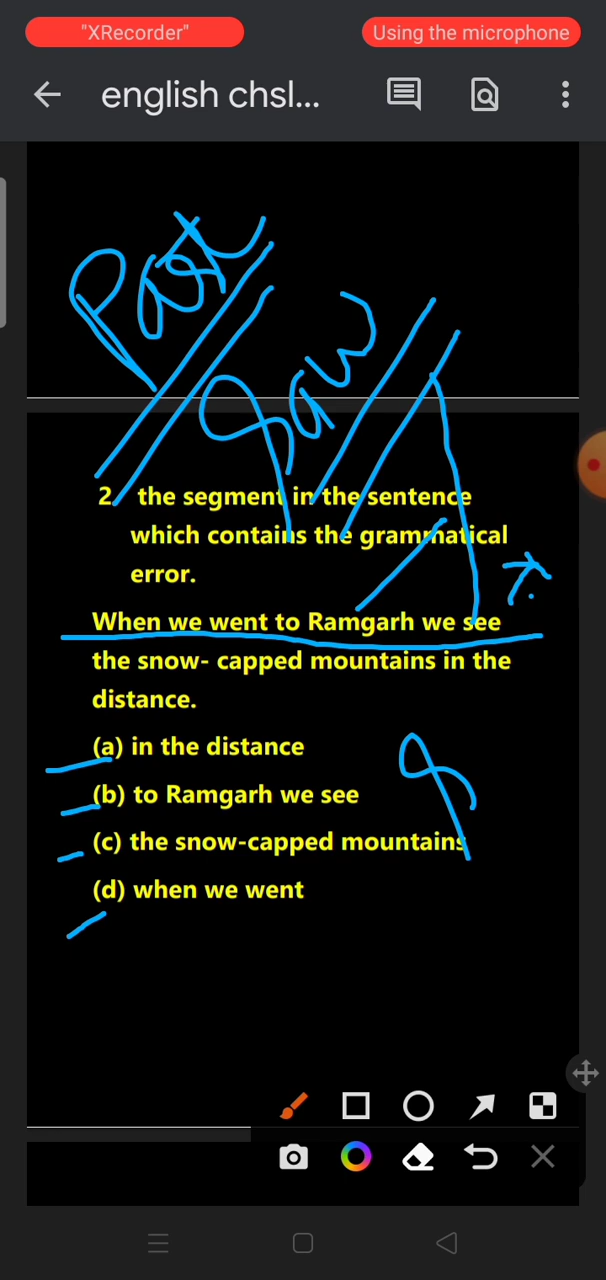 "XRecorder" Using the microphone
english chsl...
Past
Saw
2. the segment in the sentence
which contains the grammatical
error.
When we went to Ramgarh we see
the snow- capped mountains in the
distance.
(a) in the distance
(b) to Ramgarh we see
(c) the snow-capped mountains
(d) when we went